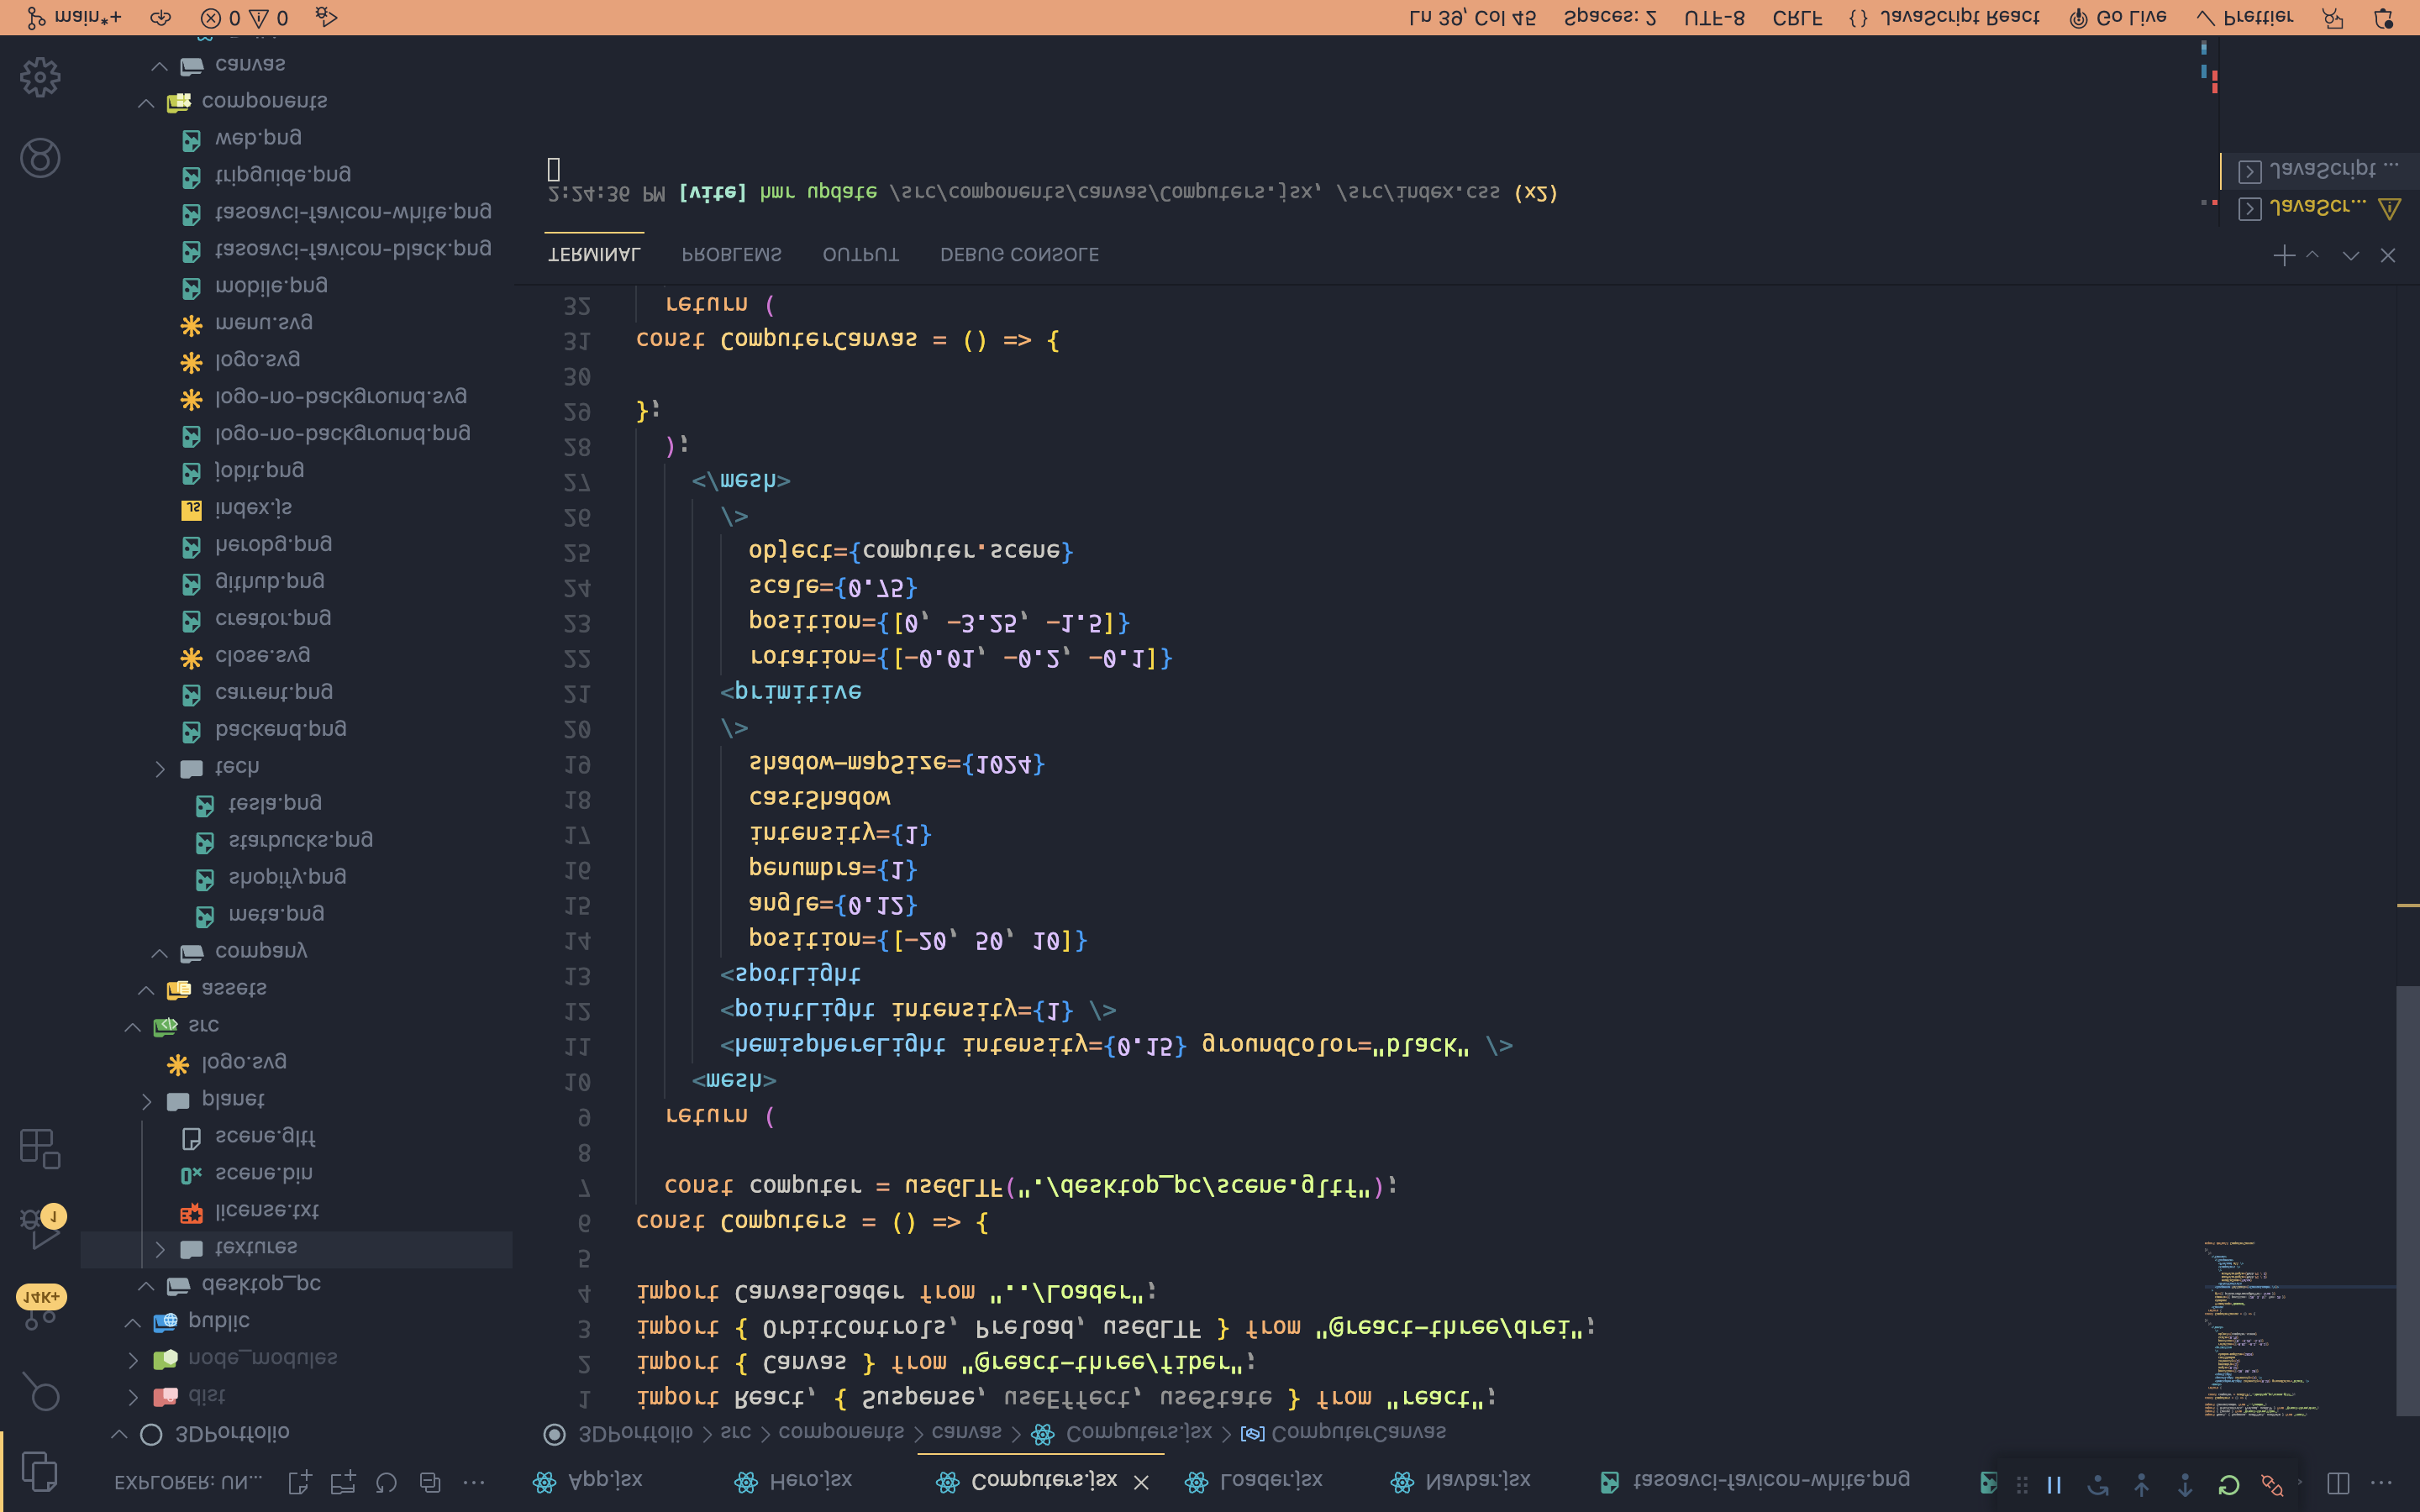 App.jsx
Hero.jsx
Computers.jsx
Loader.jsx
Navbar.jsx
tasoavci-favicon-white.png
3DPortfolio > src > components > canvas > Computers.jsx > ComputerCanvas
EXPLORER: UN...
3DPortfolio
dist
node_modules
public
desktop_pc
textures
license.txt
scene.bin
scene.gltf
planet
logo.svg
src
assets
company
meta.png
shopify.png
starbucks.png
tesla.png
tech
backend.png
carrent.png
close.svg
creator.png
github.png
herobg.png
index.js
jobit.png
logo-no-background.png
logo-no-background.svg
logo.svg
menu.svg
mobile.png
tasoavci-favicon-black.png
tasoavci-favicon-white.png
tripguide.png
web.png
components
canvas
14K+
1
1 import React, { Suspense, useEffect, useState } from "react";
2 import { Canvas } from "@react-three/fiber";
3 import { OrbitControls, Preload, useGLTF } from "@react-three/drei";
4 import CanvasLoader from "../Loader";
5
6 const Computers = () => {
7 const computer = useGLTF("./desktop_pc/scene.gltf");
8
9 return (
10 <mesh>
11 <hemisphereLight intensity={0.15} groundColor="black" />
12 <pointLight intensity={1} />
13 <spotLight
14 position={[-20, 50, 10]}
15 angle={0.12}
16 penumbra={1}
17 intensity={1}
18 castShadow
19 shadow-mapSize={1024}
20 />
21 <primitive
22 rotation={[-0.01, -0.2, -0.1]}
23 position={[0, -3.25, -1.5]}
24 scale={0.75}
25 object={computer.scene}
26 />
27 </mesh>
28 );
29 };
30
31 const ComputerCanvas = () => {
32 return (
TERMINAL PROBLEMS OUTPUT DEBUG CONSOLE
2:24:36 PM [vite] hmr update /src/components/canvas/Computers.jsx, /src/index.css (x2)
JavaScr...
JavaScript ...
main*+ 0 0
Ln 39, Col 45 Spaces: 2 UTF-8 CRLF {} JavaScript React Go Live Prettier